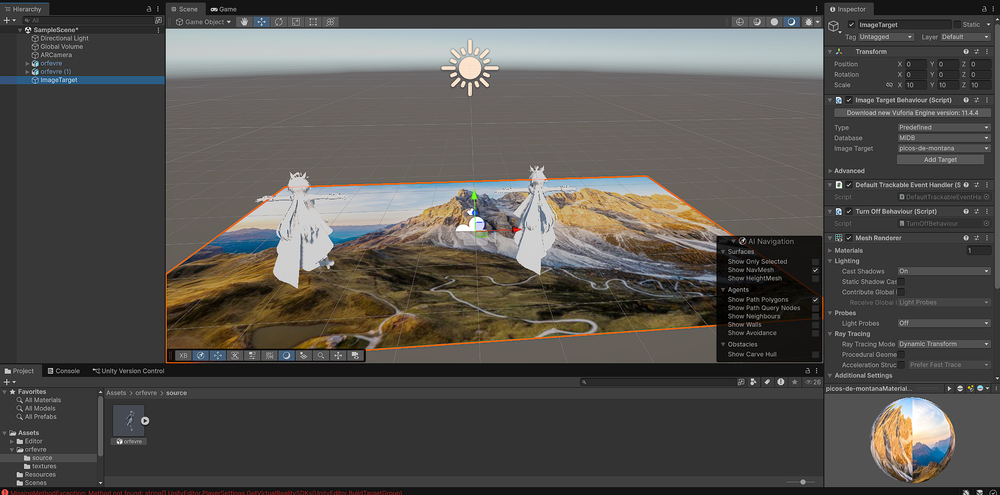 Hierarchy
All
SampleScene*
Directional Light
Global Volume
ARCamera
orfevre
orfevre (1)
ImageTarget
Scene
Game
Game Object
AI Navigation
Surfaces
Show Only Selected
Show NavMesh
Show HeightMesh
Agents
Show Path Polygons
Show Path Query Nodes
Show Neighbours
Show Walls
Show Avoidance
Obstacles
Show Carve Hull
XB
Inspector
ImageTarget
Static
Tag Untagged Layer Default
Transform
Position X 0 Y 0 Z 0
Rotation X 0 Y 0 Z 0
Scale X 10 Y 10 Z 10
Image Target Behaviour (Script)
Download new Vuforia Engine version: 11.4.4
Type Predefined
Database MiDB
Image Target picos-de-montana
Add Target
Advanced
Default Trackable Event Handler (S
Script DefaultTrackableEventHa
Turn Off Behaviour (Script)
Script TurnOffBehaviour
Mesh Renderer
Materials 1
Lighting
Cast Shadows On
Static Shadow Cas
Contribute Global I
Receive Global I Light Probes
Probes
Light Probes Off
Ray Tracing
Ray Tracing Mode Dynamic Transform
Procedural Geome
Acceleration Struc Prefer Fast Trace
Additional Settings
picos-de-montanaMaterial...
Project
Console
Unity Version Control
26
Favorites
All Materials
All Models
All Prefabs
Assets
Editor
orfevre
source
textures
Resources
Scenes
Assets > orfevre > source
orfevre
MissingMethodException: Method not found: string[] UnityEditor.PlayerSettings.GetVirtualRealitySDKs(UnityEditor.BuildTargetGroup)